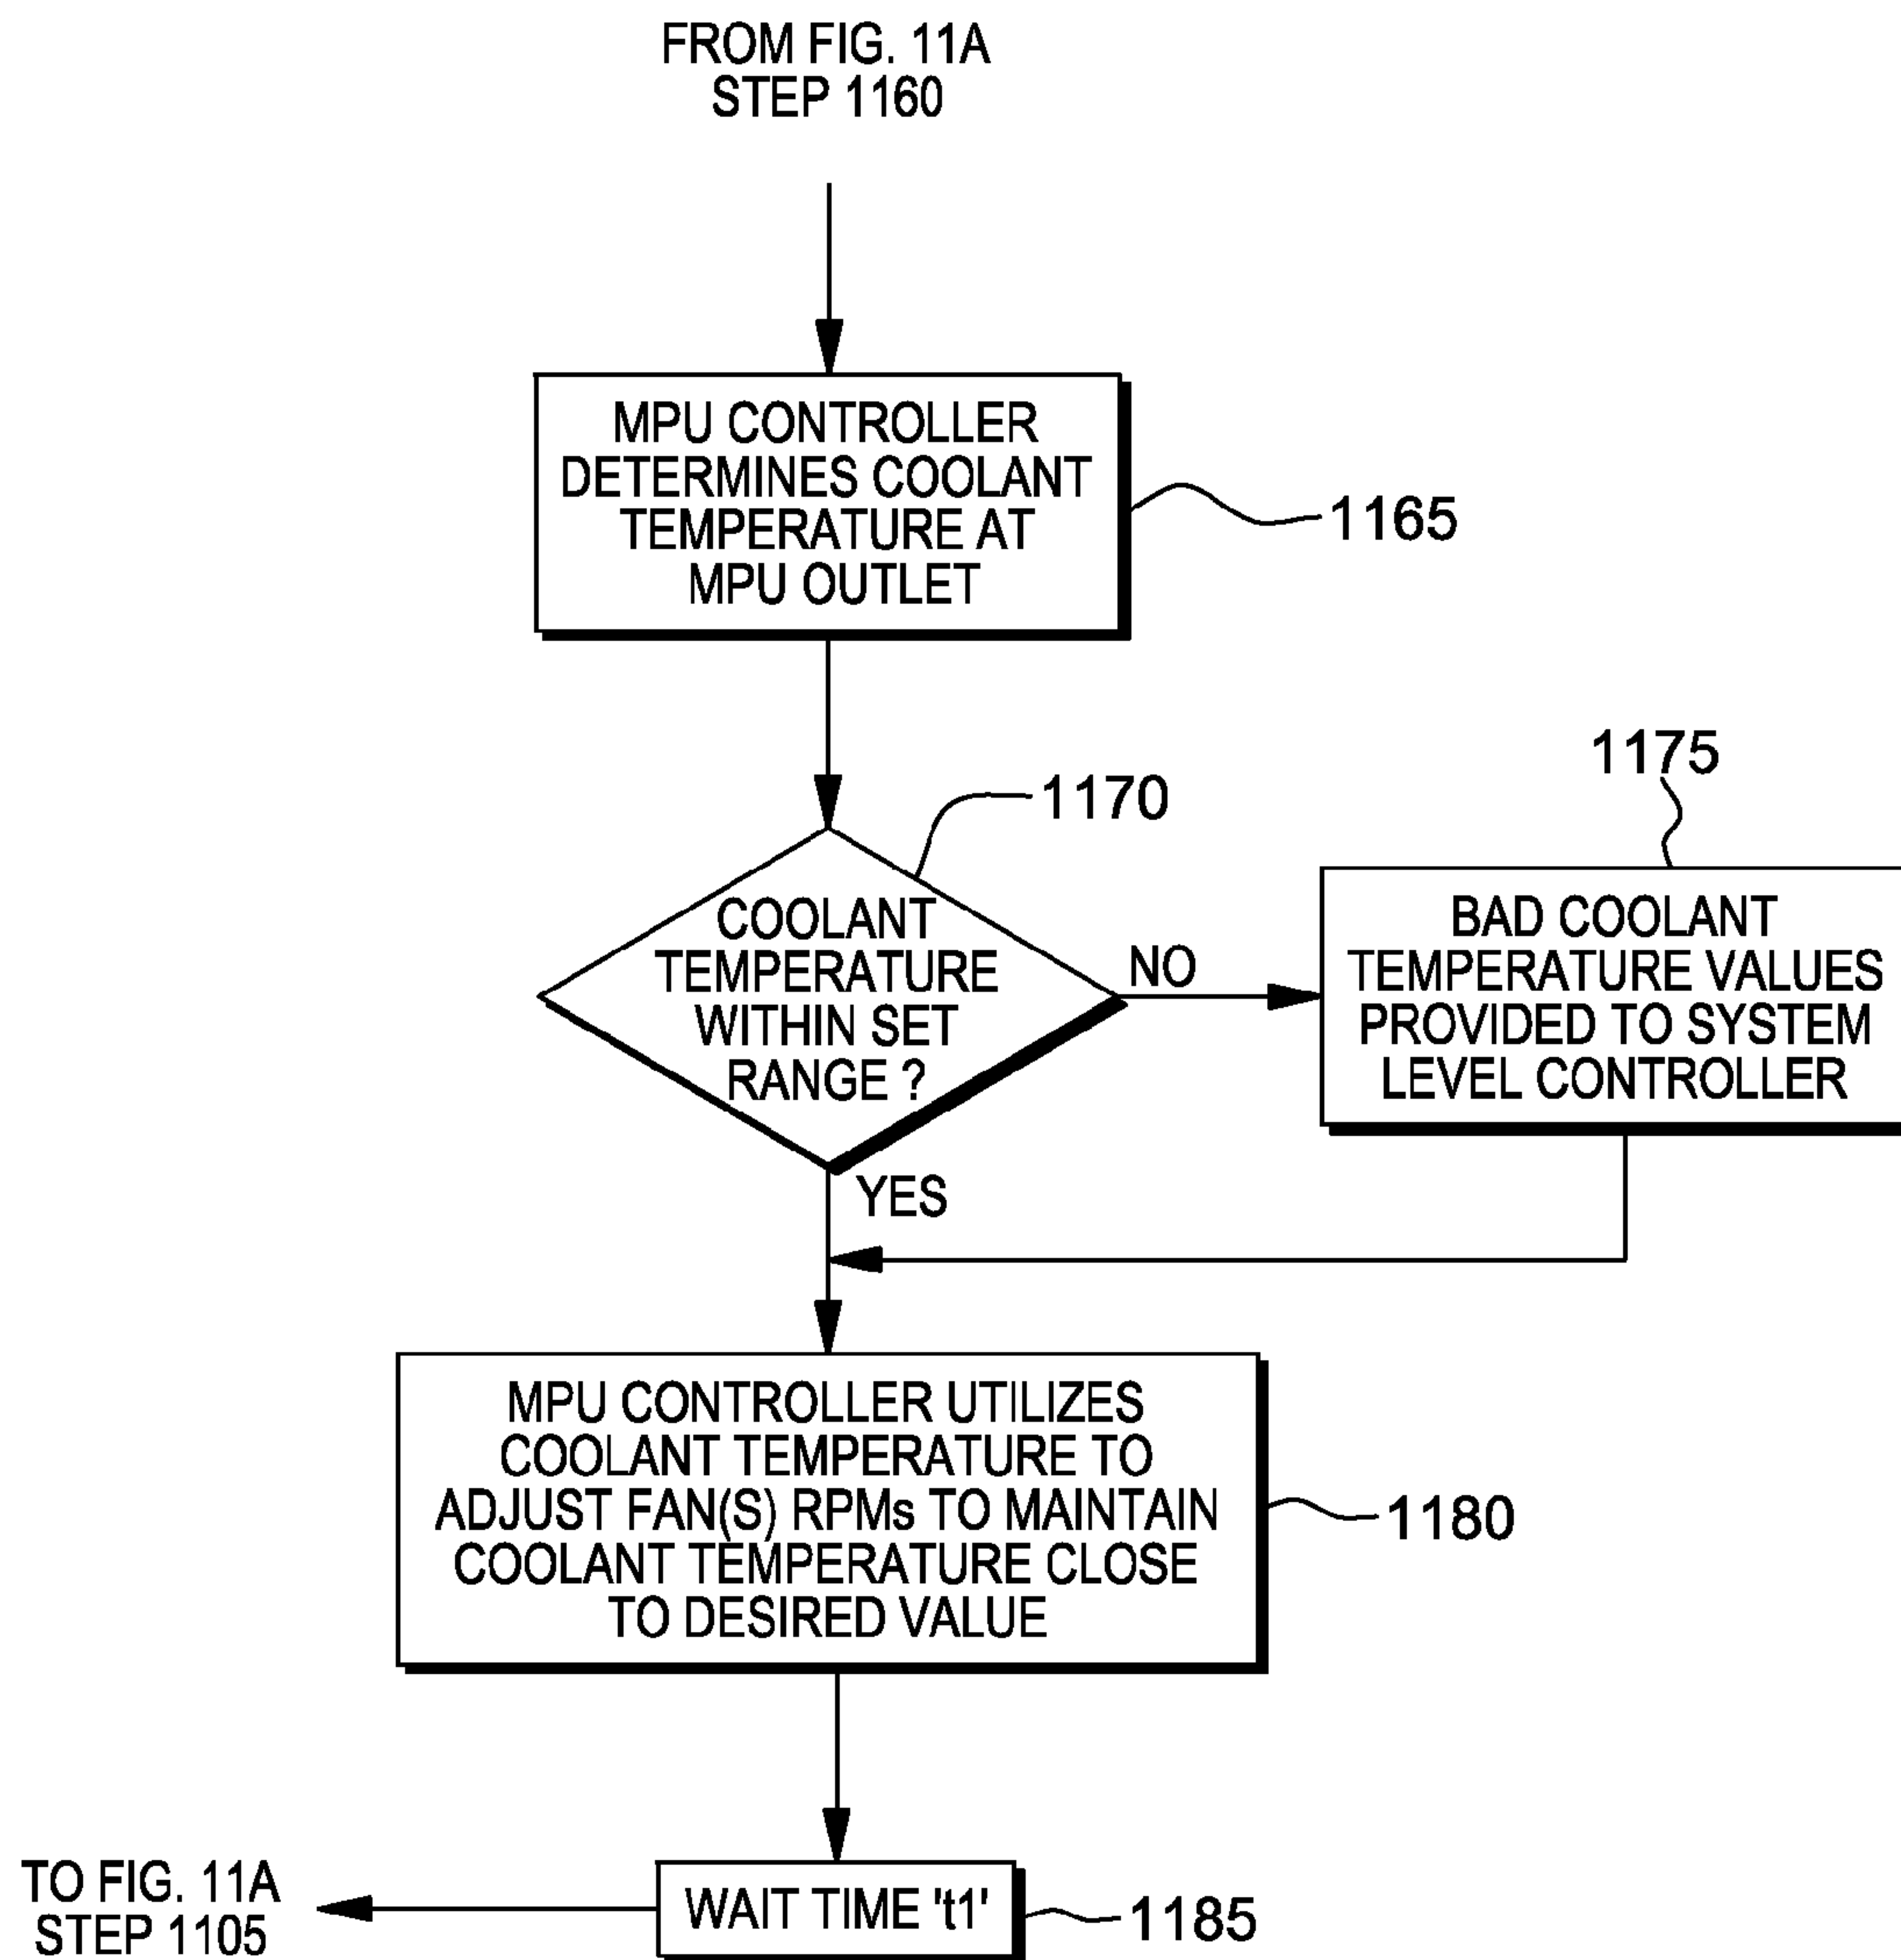 FROM FIG. 11A
STEP 1160
MPU CONTROLLER
DETERMINES COOLANT
TEMPERATURE AT
MPU OUTLET
1165
1170
COOLANT
TEMPERATURE
WITHIN SET
RANGE ?
NO
YES
1175
BAD COOLANT
TEMPERATURE VALUES
PROVIDED TO SYSTEM
LEVEL CONTROLLER
MPU CONTROLLER UTILIZES
COOLANT TEMPERATURE TO
ADJUST FAN(S) RPMs TO MAINTAIN
COOLANT TEMPERATURE CLOSE
TO DESIRED VALUE
1180
WAIT TIME 't1'
1185
TO FIG. 11A
STEP 1105